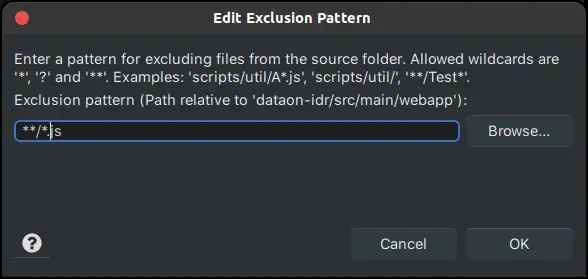 Edit Exclusion Pattern
Enter a pattern for excluding files from the source folder. Allowed wildcards are
'*', '?' and '**'. Examples: 'scripts/util/A*.js', 'scripts/util/', '**/Test*'.
Exclusion pattern (Path relative to 'dataon-idr/src/main/webapp'):
**/*.js
Browse...
?
Cancel
OK